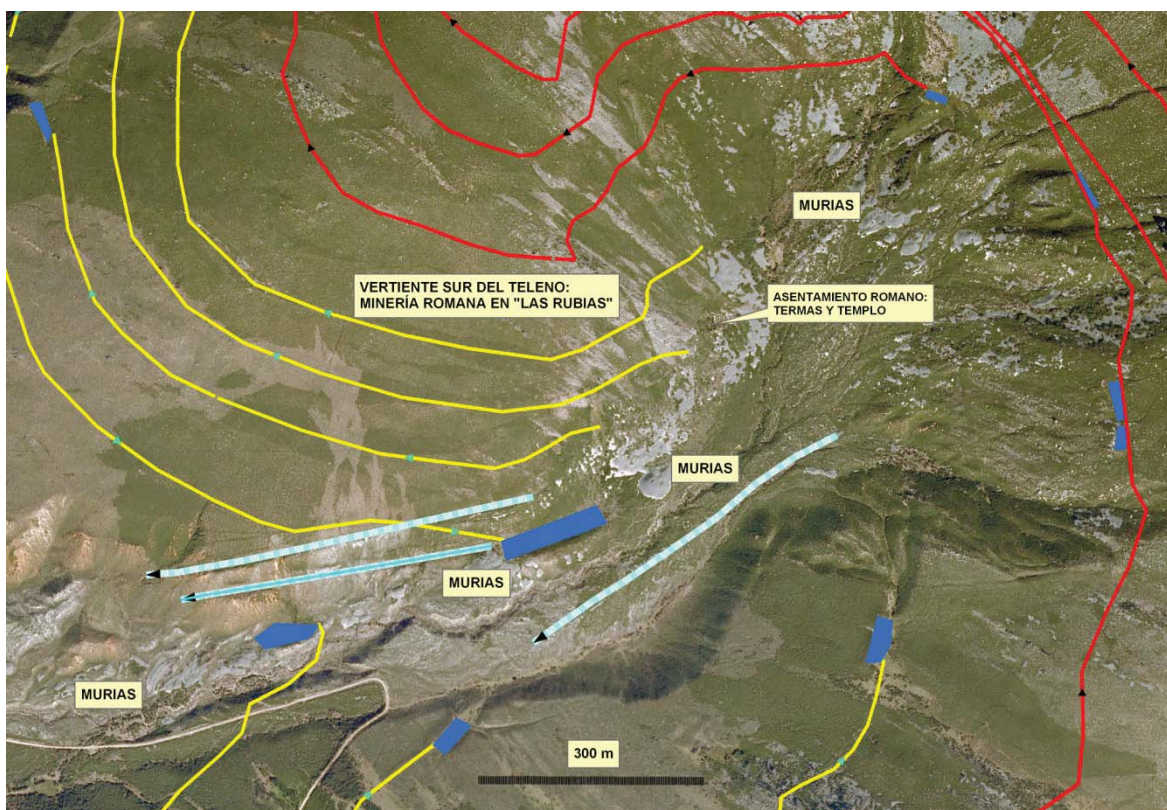 MURIAS
VERTIENTE SUR DEL TELENO:
MINERÍA ROMANA EN "LAS RUBIAS"
ASENTAMIENTO ROMANO:
TERMAS Y TEMPLO
MURIAS
MURIAS
MURIAS
300 m